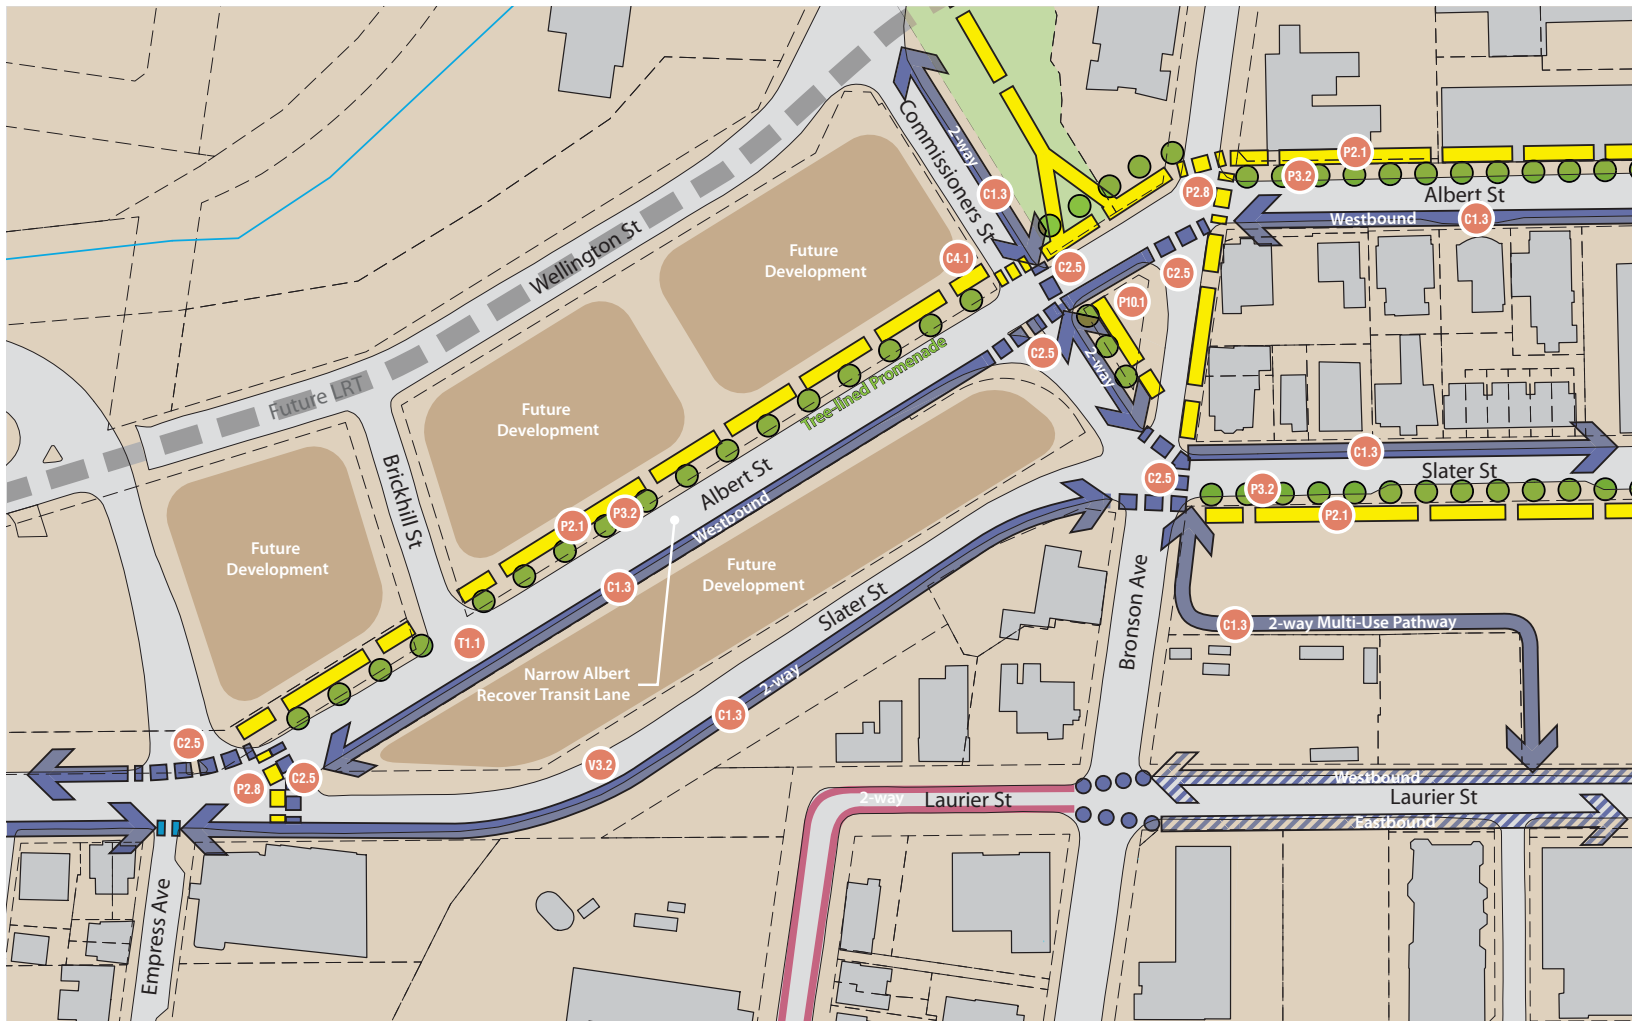 Commissioners St
2-way
C1.3
P2.1
P3.2
P2.8
Albert St
Westbound
C1.3
Wellington St
Future
Development
C4.1
C2.5
C2.5
P10.1
C2.5
2-way
Tree-lined Promenade
Future LRT
Future
Development
Brickhill St
Albert St
Westbound
P2.1
P3.2
C1.3
Slater St
C2.5
P3.2
P2.1
Future
Development
Future
Development
C1.3
Slater St
T1.1
Narrow Albert
Recover Transit Lane
2-way
C1.3
V3.2
Bronson Ave
C1.3
2-way Multi-Use Pathway
C2.5
P2.8
C2.5
2-way
Laurier St
Westbound
Laurier St
Eastbound
Empress Ave